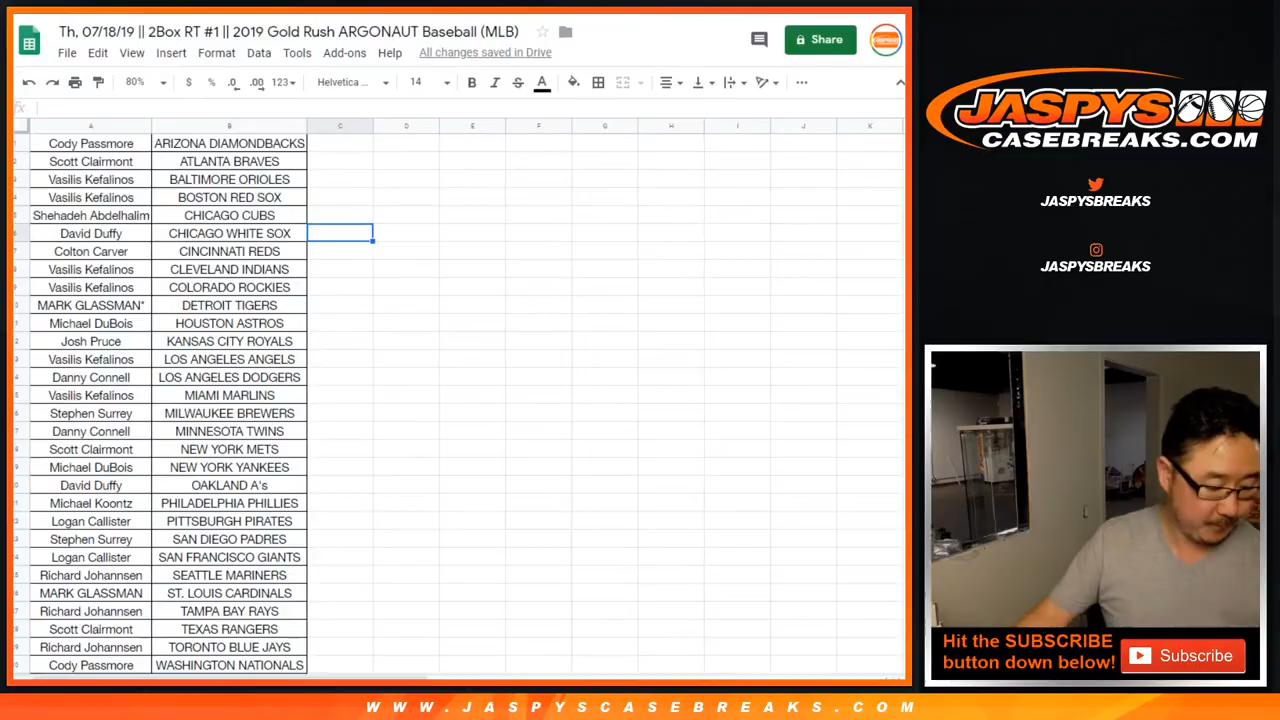 Th, 07/18/19 || 2Box RT #1 || 2019 Gold Rush ARGONAUT Baseball (MLB)
File Edit View Insert Format Data Tools Add-ons Help All changes saved in Drive
Share
80% $ % .0 .00 123 Helvetica ... 14 B I S A
fx
A B C D E F G H I J K
Cody Passmore ARIZONA DIAMONDBACKS
Scott Clairmont ATLANTA BRAVES
Vasilis Kefalinos BALTIMORE ORIOLES
Vasilis Kefalinos BOSTON RED SOX
Shehadeh Abdelhalim CHICAGO CUBS
David Duffy CHICAGO WHITE SOX
Colton Carver CINCINNATI REDS
Vasilis Kefalinos CLEVELAND INDIANS
Vasilis Kefalinos COLORADO ROCKIES
MARK GLASSMAN* DETROIT TIGERS
Michael DuBois HOUSTON ASTROS
Josh Pruce KANSAS CITY ROYALS
Vasilis Kefalinos LOS ANGELES ANGELS
Danny Connell LOS ANGELES DODGERS
Vasilis Kefalinos MIAMI MARLINS
Stephen Surrey MILWAUKEE BREWERS
Danny Connell MINNESOTA TWINS
Scott Clairmont NEW YORK METS
Michael DuBois NEW YORK YANKEES
David Duffy OAKLAND A's
Michael Koontz PHILADELPHIA PHILLIES
Logan Callister PITTSBURGH PIRATES
Stephen Surrey SAN DIEGO PADRES
Logan Callister SAN FRANCISCO GIANTS
Richard Johannsen SEATTLE MARINERS
MARK GLASSMAN ST. LOUIS CARDINALS
Richard Johannsen TAMPA BAY RAYS
Scott Clairmont TEXAS RANGERS
Richard Johannsen TORONTO BLUE JAYS
Cody Passmore WASHINGTON NATIONALS
JASPYS
CASEBREAKS.COM
JASPYSBREAKS
JASPYSBREAKS
Hit the SUBSCRIBE
button down below!
Subscribe
WWW.JASPYSCASEBREAKS.COM